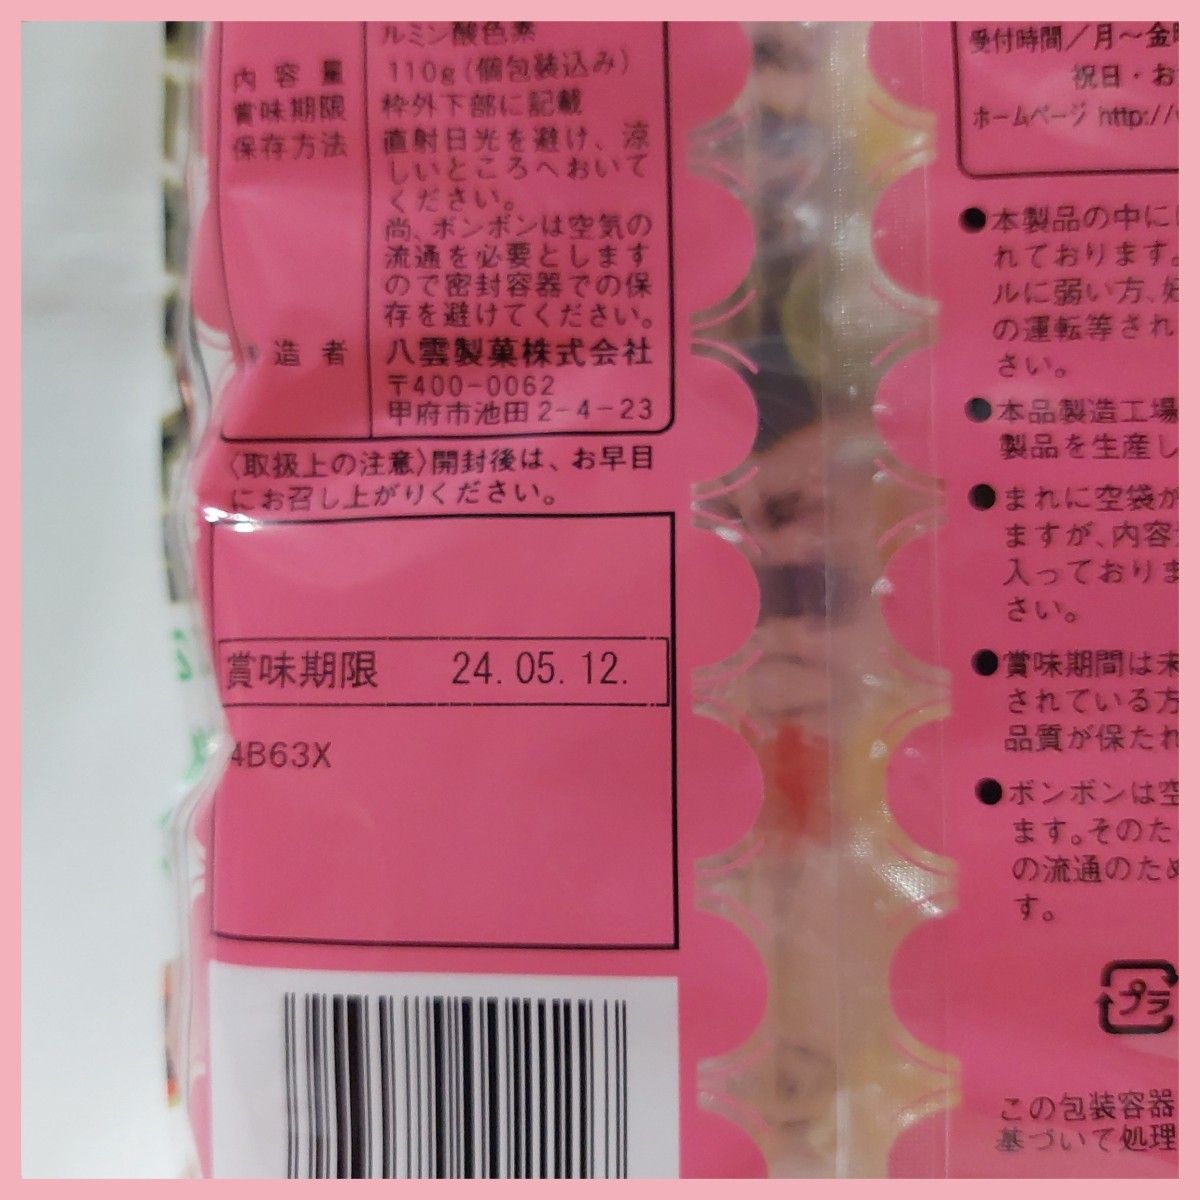 ルミン酸色素
内容量 110g(個包装込み)
賞味期限 枠外下部に記載
保存方法 直射日光を避け、涼
しいところへおいて
ください。
尚、ボンボンは空気の
流通を必要とします
ので密封容器での保
存を避けてください。
造者 八雲製菓株式会社
〒400-0062
甲府市池田2-4-23
〈取扱上の注意〉開封後は、お早目
にお召し上がりください。
賞味期限 24.05.12.
4B63X
受付時間/月~金
祝日・お
ホームページ http://
●本製品の中に
れております。
ルに弱い方、妊
の運転等され
さい。
●本品製造工場
製品を生産し
●まれに空袋が
ますが、内容
入っておりま
さい。
●賞味期間は未
されている方
品質が保たれ
●ボンボンは空
ます。そのた
の流通のため
す。
プラ
この包装容器
基づいて処理